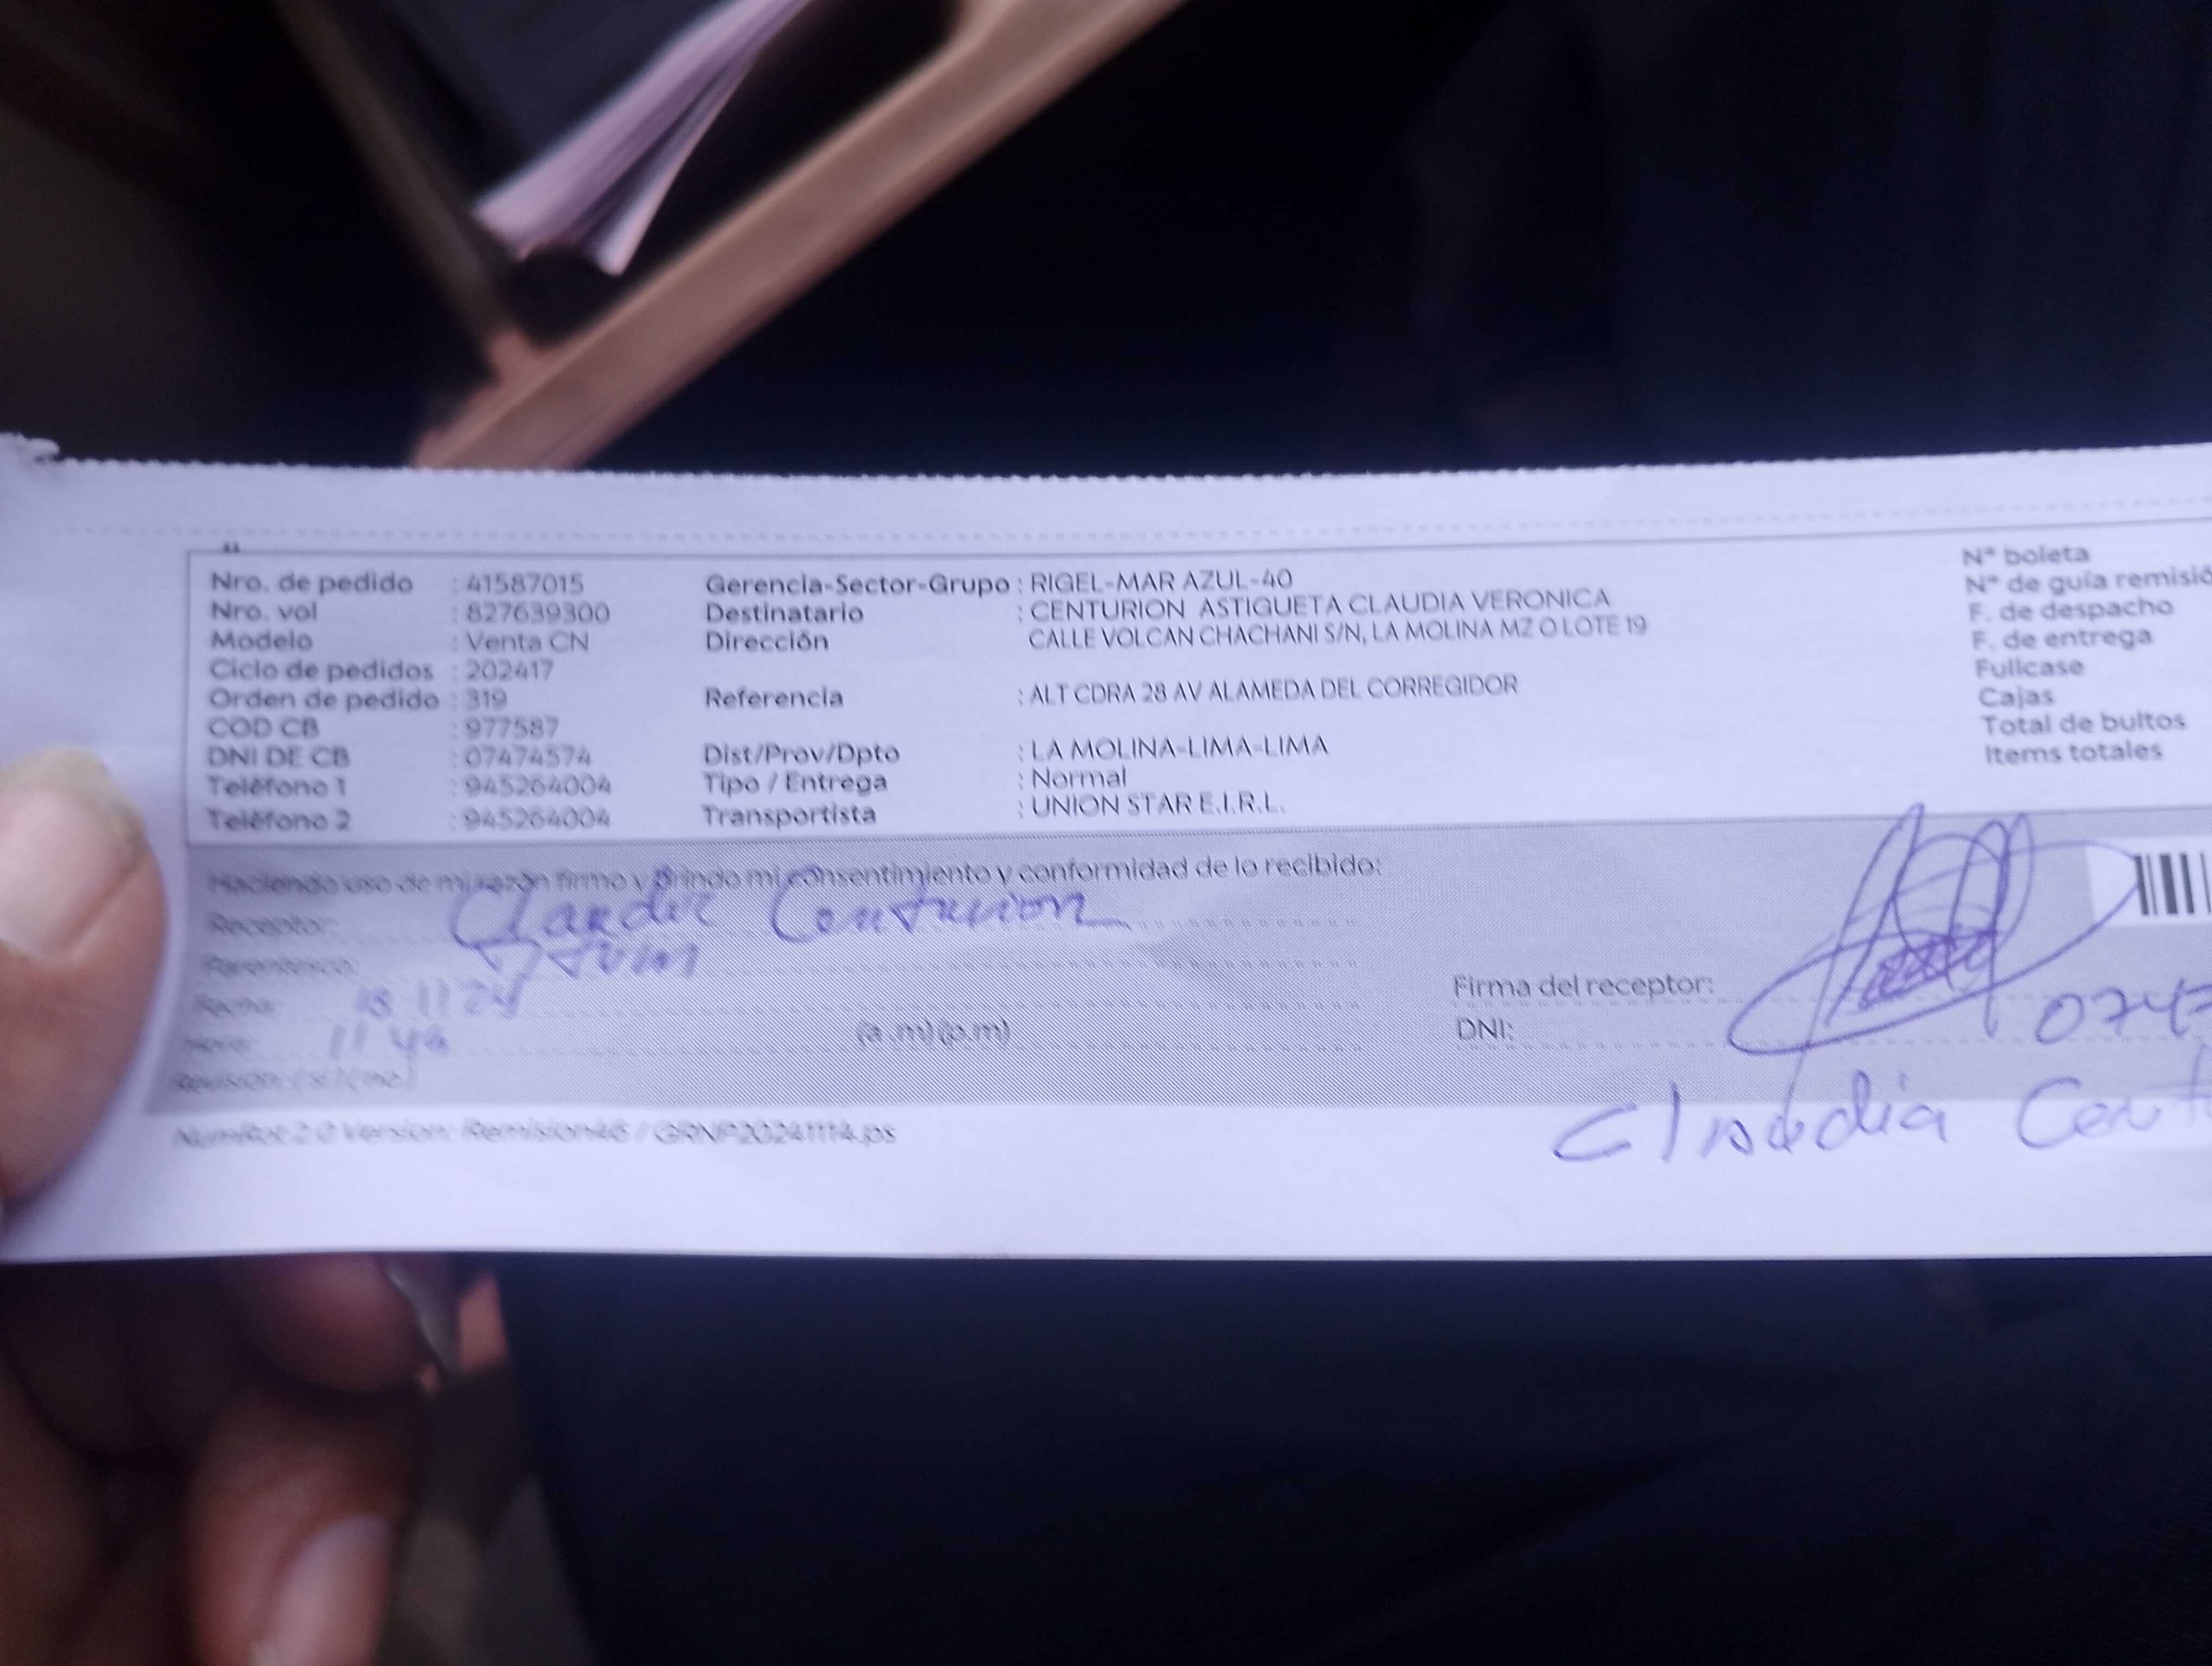 Nro. de pedido : 41587015 Gerencia-Sector-Grupo : RIGEL-MAR AZUL-40 N° boleta
Nro. vol : 827639300 Destinatario : CENTURION ASTIGUETA CLAUDIA VERONICA N° de guía remisió
Modelo : Venta CN Dirección CALLE VOLCAN CHACHANI S/N, LA MOLINA MZ O LOTE 19 F. de despacho
Ciclo de pedidos : 202417 F. de entrega
Orden de pedido : 319 Referencia : ALT CDRA 28 AV ALAMEDA DEL CORREGIDOR Fullcase
COD CB : 977587 Cajas
DNI DE CB : 07474574 Dist/Prov/Dpto : LA MOLINA-LIMA-LIMA Total de bultos
Teléfono 1 : 945264004 Tipo / Entrega : Normal Items totales
Teléfono 2 : 945264004 Transportista : UNION STAR E.I.R.L.
Haciendo uso de mi razón firmo y brindo mi consentimiento y conformidad de lo recibido:
Receptor: Claudia Centurion
Parentesco:
Fecha: 18 11 24 Firma del receptor:
Hora: 11 46 (a .m) (p.m) DNI: 0747
Revisión: ( si ) ( no )
Claudia Cent
NumRot 2.0 Version: Remision46 / GRNP20241114.ps